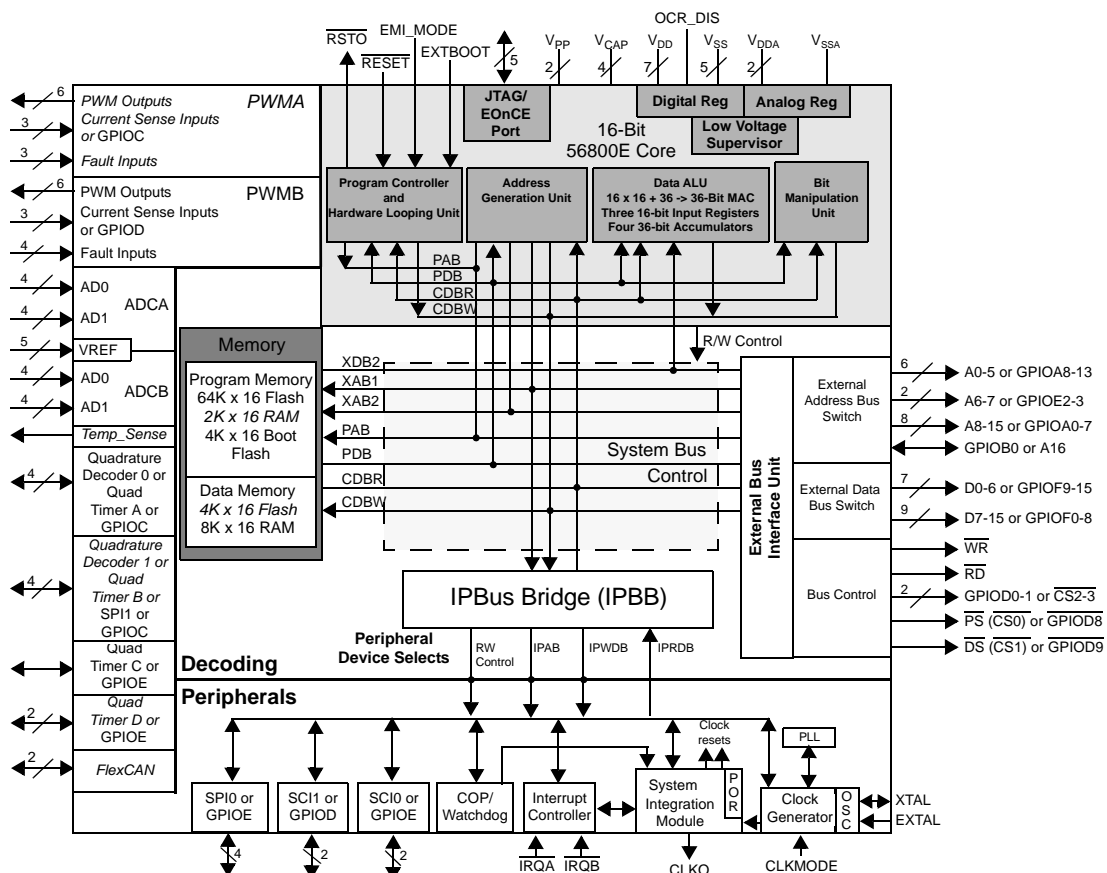 OCR_DIS
RSTO
EMI_MODE
RESET
EXTBOOT
5
VPP
2
VCAP
4
VDD
7
VSS
5
VDDA
2
VSSA
JTAG/
EOnCE
Port
Digital Reg
Analog Reg
Low Voltage
Supervisor
16-Bit
56800E Core
Program Controller
and
Hardware Looping Unit
Address
Generation Unit
Data ALU
16 x 16 + 36 -> 36-Bit MAC
Three 16-bit Input Registers
Four 36-bit Accumulators
Bit
Manipulation
Unit
PAB
PDB
CDBR
CDBW
6
PWM Outputs
PWMA
3
Current Sense Inputs
or GPIOC
3
Fault Inputs
6
PWM Outputs
PWMB
3
Current Sense Inputs
or GPIOD
4
Fault Inputs
4
AD0
ADCA
4
AD1
5
VREF
4
AD0
ADCB
4
AD1
Temp_Sense
4
Quadrature
Decoder 0 or
Quad
Timer A or
GPIOC
4
Quadrature
Decoder 1 or
Quad
Timer B or
SPI1 or
GPIOC
Quad
Timer C or
GPIOE
2
Quad
Timer D or
GPIOE
2
FlexCAN
Memory
Program Memory
64K x 16 Flash
2K x 16 RAM
4K x 16 Boot
Flash
Data Memory
4K x 16 Flash
8K x 16 RAM
XDB2
XAB1
XAB2
PAB
PDB
CDBR
CDBW
R/W Control
System Bus
Control
External Bus
Interface Unit
External
Address Bus
Switch
External Data
Bus Switch
Bus Control
6
A0-5 or GPIOA8-13
2
A6-7 or GPIOE2-3
8
A8-15 or GPIOA0-7
GPIOB0 or A16
7
D0-6 or GPIOF9-15
9
D7-15 or GPIOF0-8
WR
RD
2
GPIOD0-1 or CS2-3
PS (CS0) or GPIOD8
DS (CS1) or GPIOD9
IPBus Bridge (IPBB)
Peripheral
Device Selects
RW
Control
IPAB
IPWDB
IPRDB
Decoding
Peripherals
Clock
resets
PLL
SPI0 or
GPIOE
SCI1 or
GPIOD
SCI0 or
GPIOE
COP/
Watchdog
Interrupt
Controller
System
Integration
Module
POR
Clock
Generator
OSC
XTAL
EXTAL
4
2
2
IRQA
IRQB
CLKO
CLKMODE